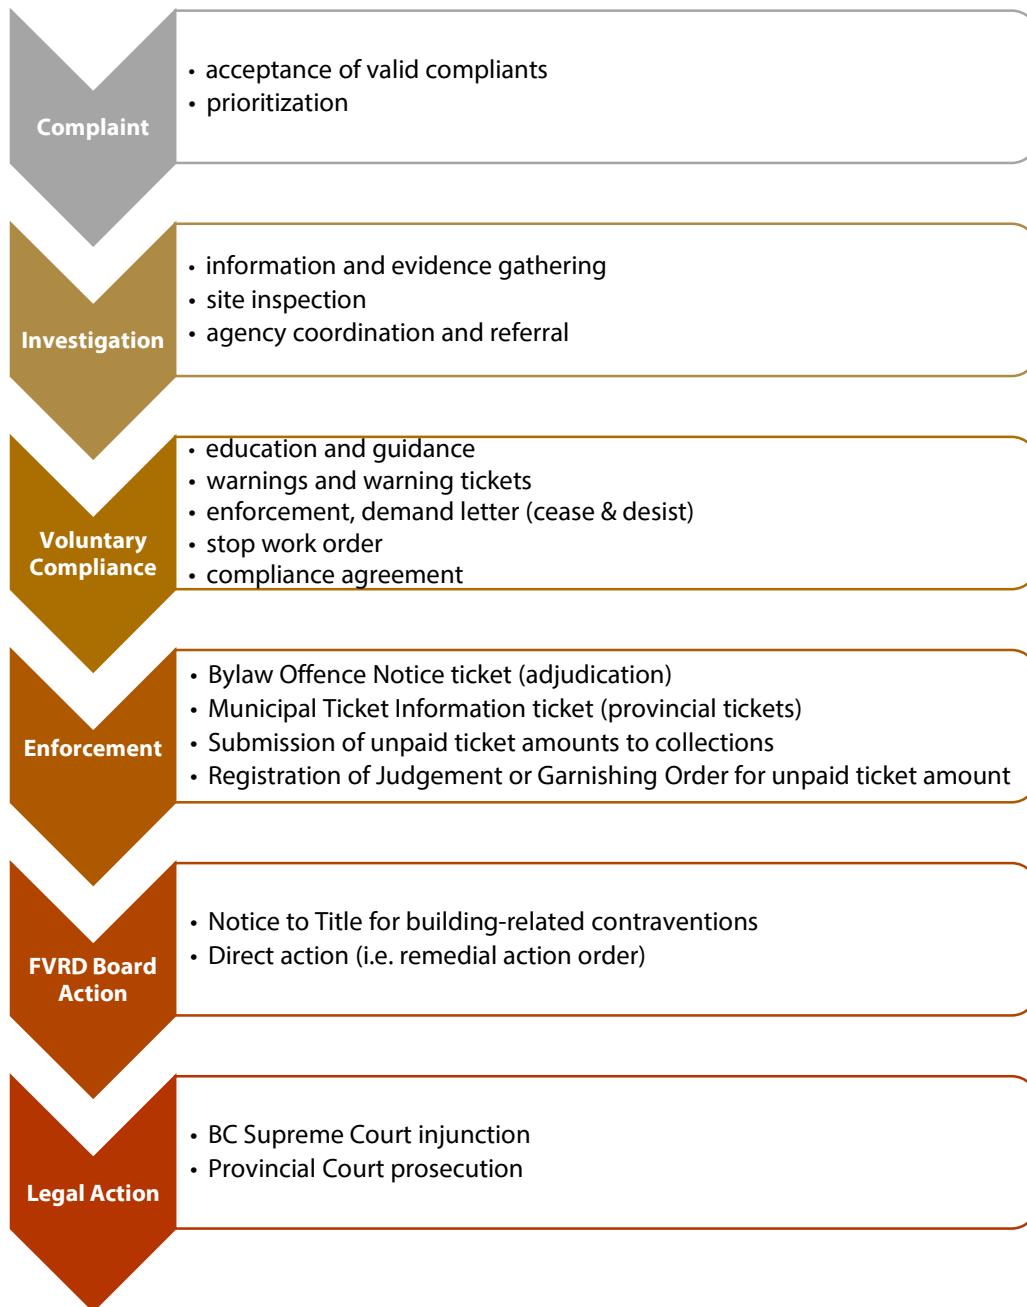 Complaint
• acceptance of valid compliants
• prioritization
Investigation
• information and evidence gathering
• site inspection
• agency coordination and referral
Voluntary
Compliance
• education and guidance
• warnings and warning tickets
• enforcement, demand letter (cease & desist)
• stop work order
• compliance agreement
Enforcement
• Bylaw Offence Notice ticket (adjudication)
• Municipal Ticket Information ticket (provincial tickets)
• Submission of unpaid ticket amounts to collections
• Registration of Judgement or Garnishing Order for unpaid ticket amount
FVRD Board
Action
• Notice to Title for building-related contraventions
• Direct action (i.e. remedial action order)
Legal Action
• BC Supreme Court injunction
• Provincial Court prosecution